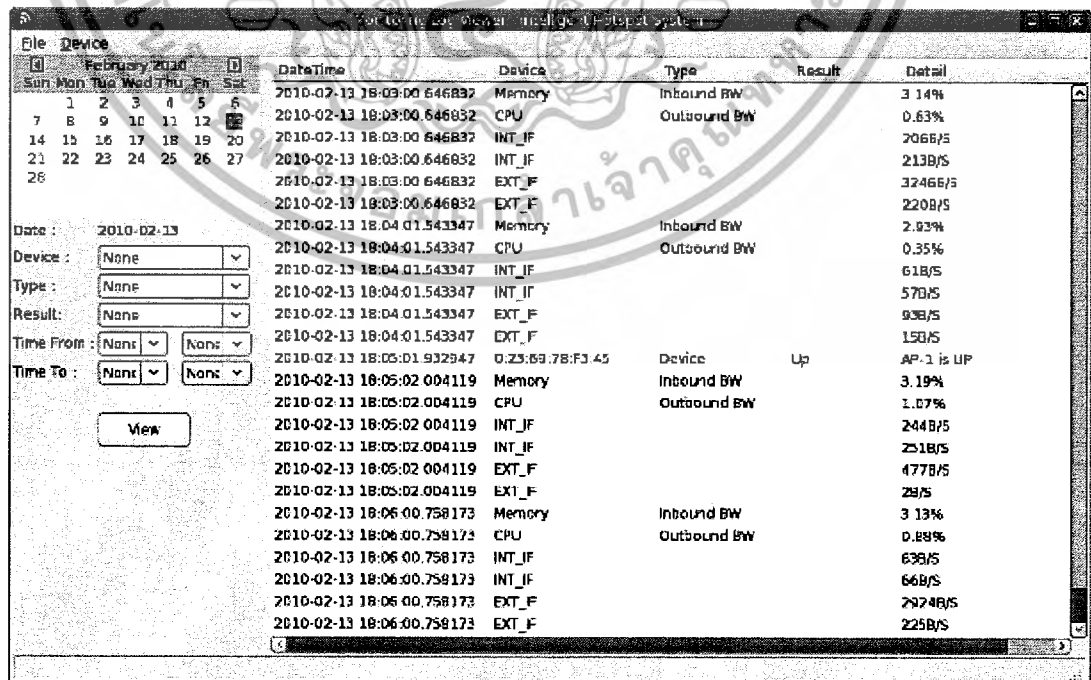 Log Viewer Intelligent Hotspot System
File Device
February 2010
Sun Mon Tue Wed Thu Fri Sat
1 2 3 4 5 6
7 8 9 10 11 12 13
14 15 16 17 18 19 20
21 22 23 24 25 26 27
28
Date : 2010-02-13
Device : None
Type : None
Result: None
Time From : None None
Time To : None None
View
DateTime Device Type Result Detail
2010-02-13 18:03:00.646832 Memory Inbound BW 3.14%
2010-02-13 18:03:00.646832 CPU Outbound BW 0.63%
2010-02-13 18:03:00.646832 INT_IF 206B/S
2010-02-13 18:03:00.646832 INT_IF 213B/S
2010-02-13 18:03:00.646832 EXT_IF 3246B/S
2010-02-13 18:03:00.646832 EXT_IF 220B/S
2010-02-13 18:04:01.543347 Memory Inbound BW 2.93%
2010-02-13 18:04:01.543347 CPU Outbound BW 0.35%
2010-02-13 18:04:01.543347 INT_IF 61B/S
2010-02-13 18:04:01.543347 INT_IF 57B/S
2010-02-13 18:04:01.543347 EXT_IF 93B/S
2010-02-13 18:04:01.543347 EXT_IF 15B/S
2010-02-13 18:05:01.932947 0:23:69:78:F3:45 Device Up AP-1 is UP
2010-02-13 18:05:02.004119 Memory Inbound BW 3.19%
2010-02-13 18:05:02.004119 CPU Outbound BW 1.07%
2010-02-13 18:05:02.004119 INT_IF 244B/S
2010-02-13 18:05:02.004119 INT_IF 251B/S
2010-02-13 18:05:02.004119 EXT_IF 477B/S
2010-02-13 18:05:02.004119 EXT_IF 2B/S
2010-02-13 18:06:00.758173 Memory Inbound BW 3.13%
2010-02-13 18:06:00.758173 CPU Outbound BW 0.88%
2010-02-13 18:06:00.758173 INT_IF 63B/S
2010-02-13 18:06:00.758173 INT_IF 66B/S
2010-02-13 18:06:00.758173 EXT_IF 2924B/S
2010-02-13 18:06:00.758173 EXT_IF 225B/S